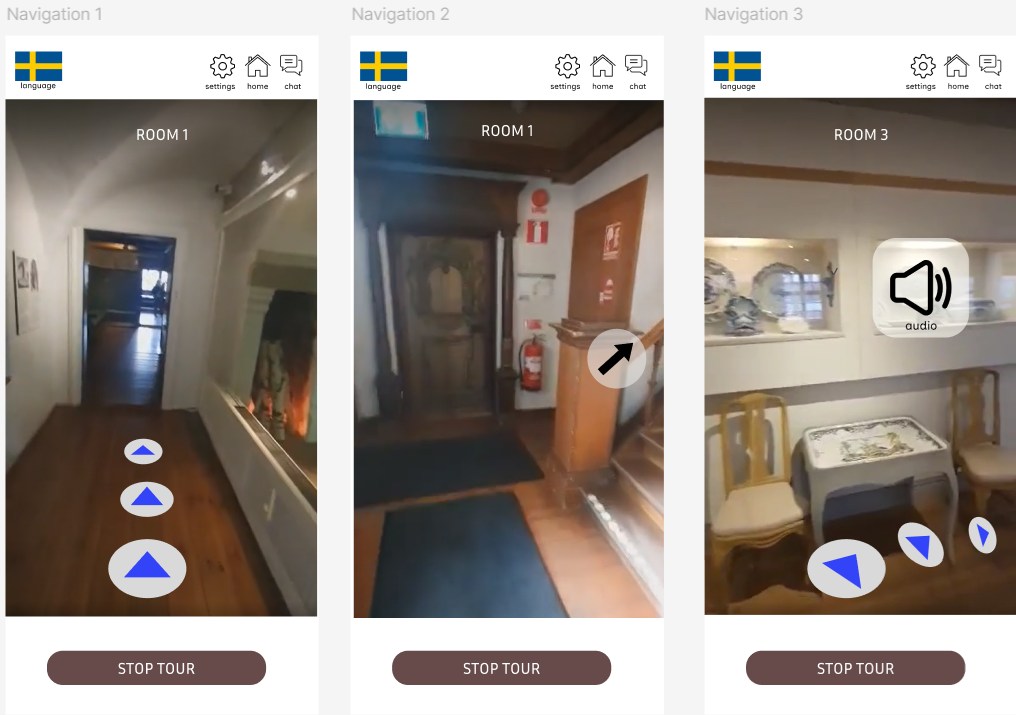 Navigation 1
language
settings
home
chat
ROOM 1
STOP TOUR
Navigation 2
language
settings
home
chat
ROOM 1
STOP TOUR
Navigation 3
language
settings
home
chat
ROOM 3
audio
STOP TOUR